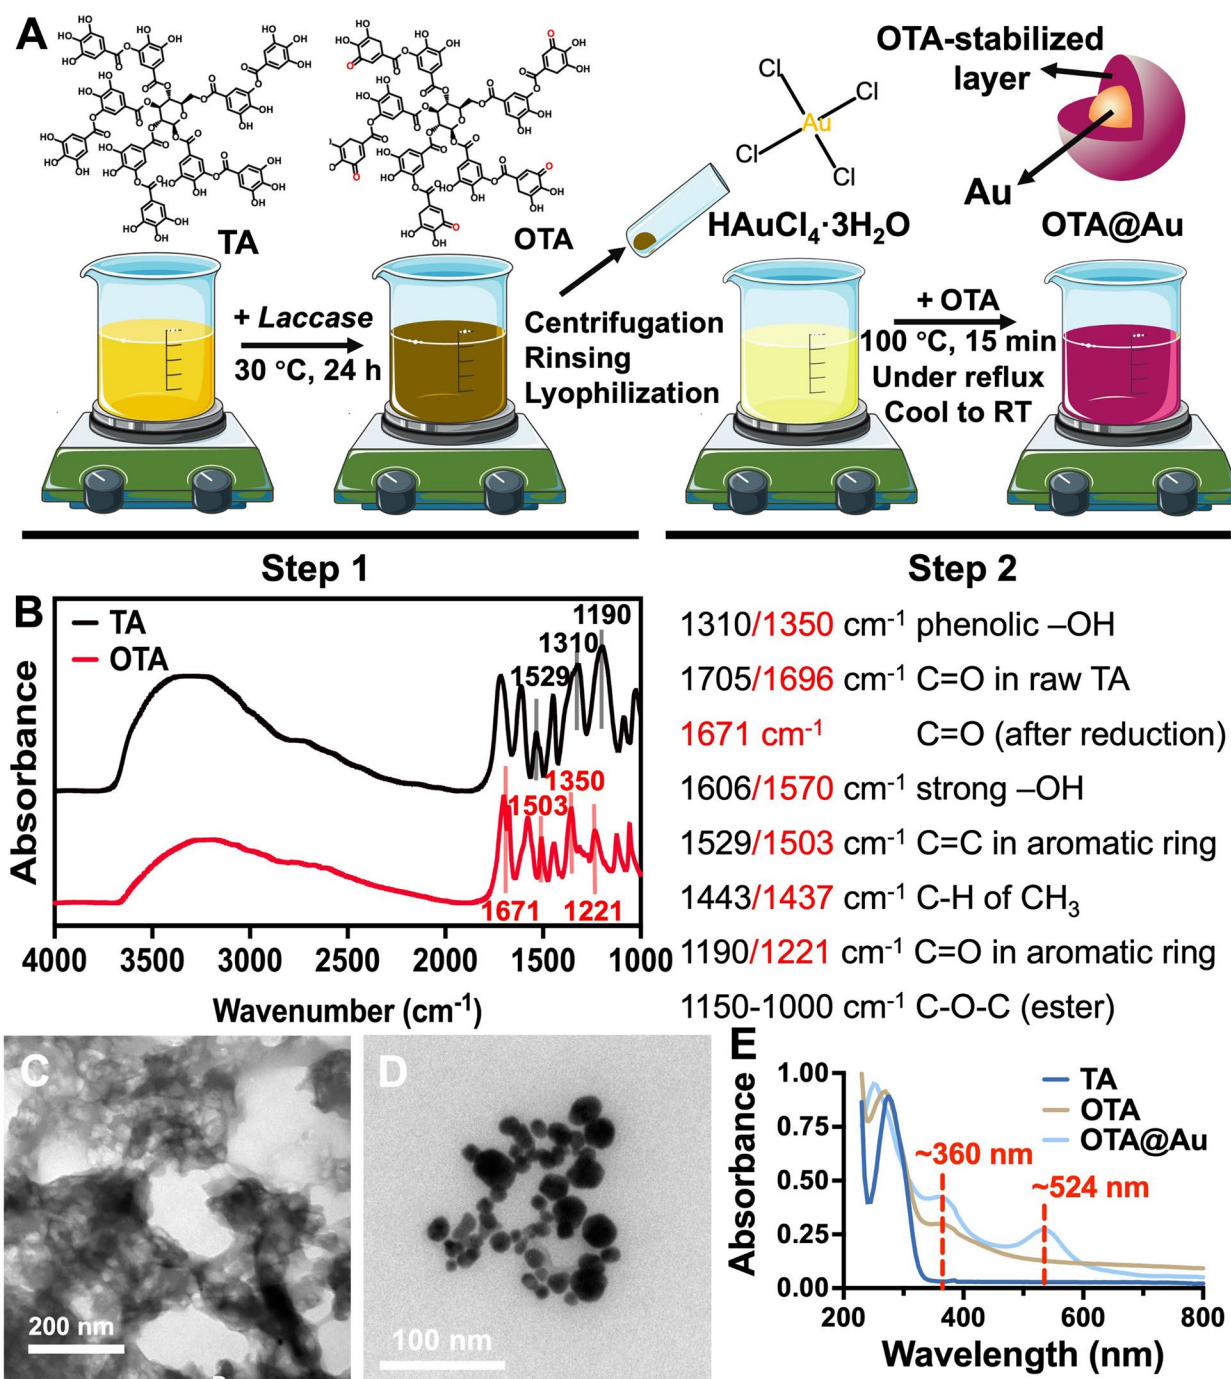 A
TA
OTA
Cl
Cl
Au
Cl
Cl
HAuCl4·3H2O
OTA-stabilized
layer
Au
OTA@Au
+ Laccase
30 °C, 24 h
Centrifugation
Rinsing
Lyophilization
+ OTA
100 °C, 15 min
Under reflux
Cool to RT
Step 1
Step 2
B
TA
OTA
1190
1310
1529
1350
1503
1671
1221
Absorbance
4000 3500 3000 2500 2000 1500 1000
Wavenumber (cm-1)
1310/1350 cm-1 phenolic –OH
1705/1696 cm-1 C=O in raw TA
1671 cm-1 C=O (after reduction)
1606/1570 cm-1 strong –OH
1529/1503 cm-1 C=C in aromatic ring
1443/1437 cm-1 C-H of CH3
1190/1221 cm-1 C=O in aromatic ring
1150-1000 cm-1 C-O-C (ester)
C
200 nm
D
100 nm
E
TA
OTA
OTA@Au
~360 nm
~524 nm
Absorbance
1.00
0.75
0.50
0.25
0.00
200 400 600 800
Wavelength (nm)